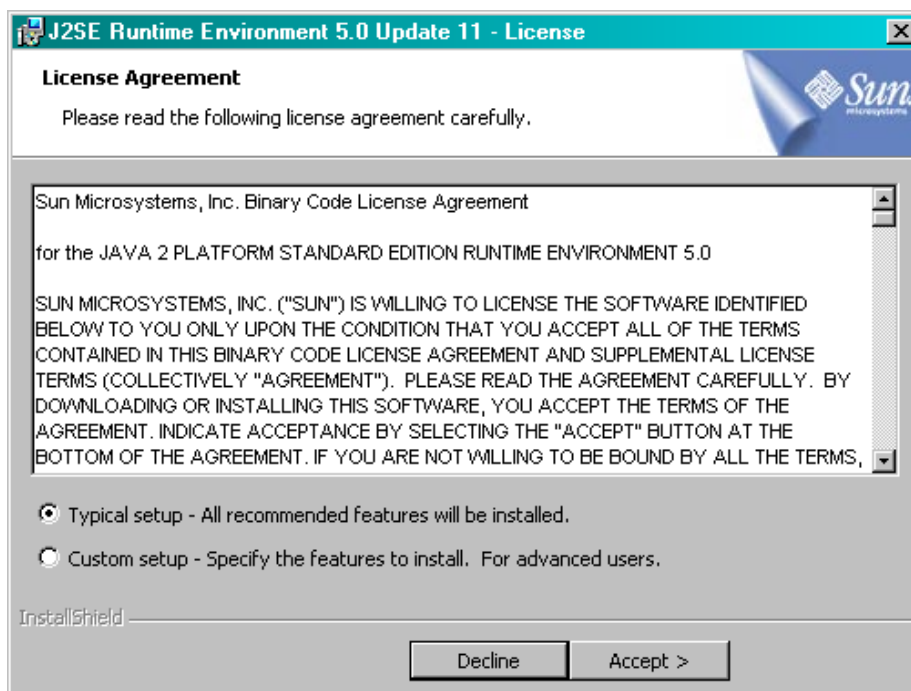 J2SE Runtime Environment 5.0 Update 11 - License
License Agreement
Please read the following license agreement carefully.
Sun
microsystems
Sun Microsystems, Inc. Binary Code License Agreement
for the JAVA 2 PLATFORM STANDARD EDITION RUNTIME ENVIRONMENT 5.0
SUN MICROSYSTEMS, INC. ("SUN") IS WILLING TO LICENSE THE SOFTWARE IDENTIFIED
BELOW TO YOU ONLY UPON THE CONDITION THAT YOU ACCEPT ALL OF THE TERMS
CONTAINED IN THIS BINARY CODE LICENSE AGREEMENT AND SUPPLEMENTAL LICENSE
TERMS (COLLECTIVELY "AGREEMENT").  PLEASE READ THE AGREEMENT CAREFULLY.  BY
DOWNLOADING OR INSTALLING THIS SOFTWARE, YOU ACCEPT THE TERMS OF THE
AGREEMENT. INDICATE ACCEPTANCE BY SELECTING THE "ACCEPT" BUTTON AT THE
BOTTOM OF THE AGREEMENT. IF YOU ARE NOT WILLING TO BE BOUND BY ALL THE TERMS,
Typical setup - All recommended features will be installed.
Custom setup - Specify the features to install.  For advanced users.
InstallShield
Decline
Accept >